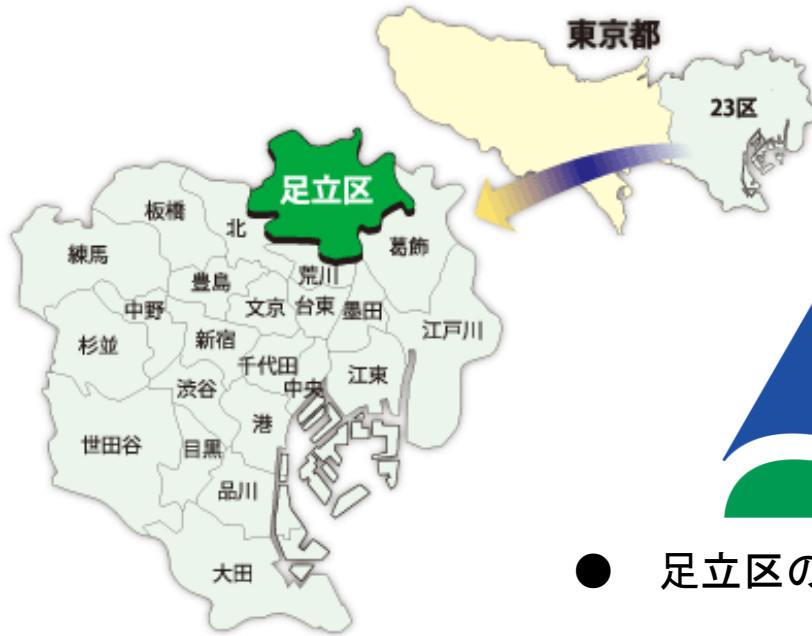 東京都
23区
足立区
板橋
北
葛飾
練馬
荒川
豊島
中野
文京
台東
墨田
江戸川
杉並
新宿
千代田
江東
渋谷
中央
港
世田谷
目黒
品川
大田
● 足立区の